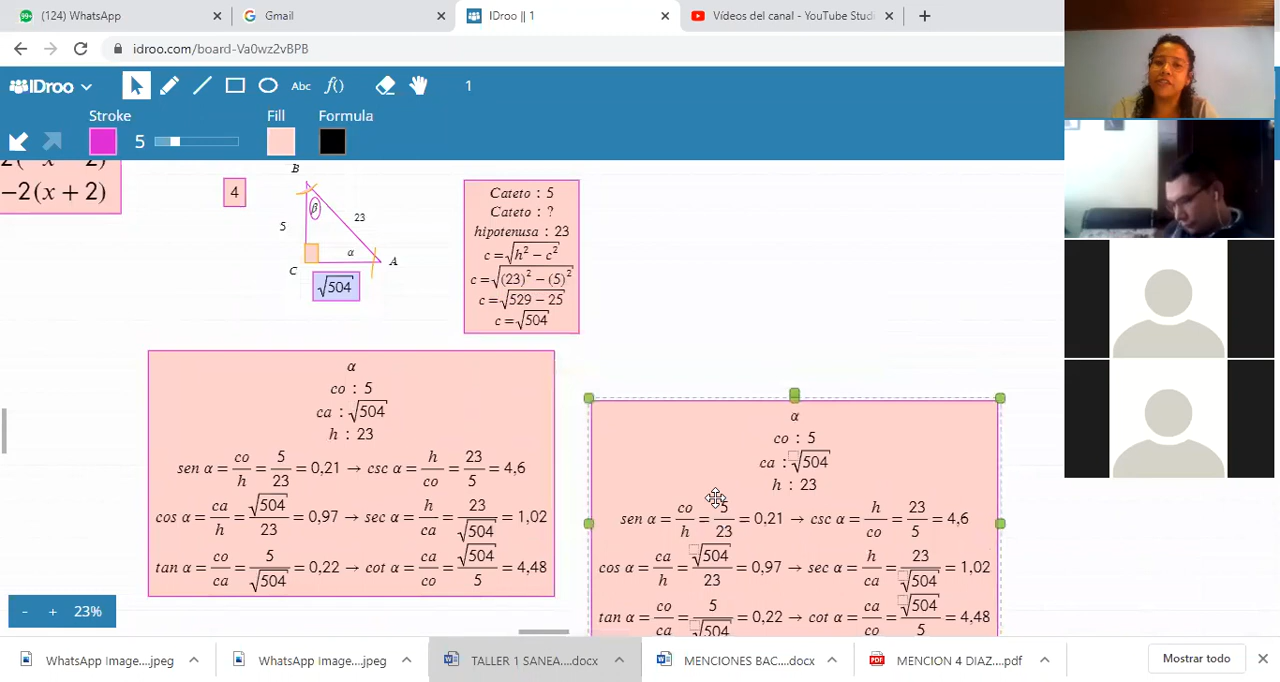 (124) WhatsApp
Gmail
IDroo || 1
Vídeos del canal - YouTube Studi
idroo.com/board-Va0wz2vBPB
IDroo
Abc
f()
1
Stroke
5
Fill
Formula
−2(x + 2)
4
B
β
5
23
α
C
A
√504
Cateto : 5
Cateto : ?
hipotenusa : 23
c = √h² − c²
c = √(23)² − (5)²
c = √529 − 25
c = √504
α
co : 5
ca : √504
h : 23
sen α = co/h = 5/23 = 0,21 → csc α = h/co = 23/5 = 4,6
cos α = ca/h = √504/23 = 0,97 → sec α = h/ca = 23/√504 = 1,02
tan α = co/ca = 5/√504 = 0,22 → cot α = ca/co = √504/5 = 4,48
α
co : 5
ca : √504
h : 23
sen α = co/h = 5/23 = 0,21 → csc α = h/co = 23/5 = 4,6
cos α = ca/h = √504/23 = 0,97 → sec α = h/ca = 23/√504 = 1,02
tan α = co/ca = 5/√504 = 0,22 → cot α = ca/co = √504/5 = 4,48
- + 23%
WhatsApp Image....jpeg
WhatsApp Image....jpeg
TALLER 1 SANEA....docx
MENCIONES BAC....docx
MENCION 4 DIAZ....pdf
Mostrar todo